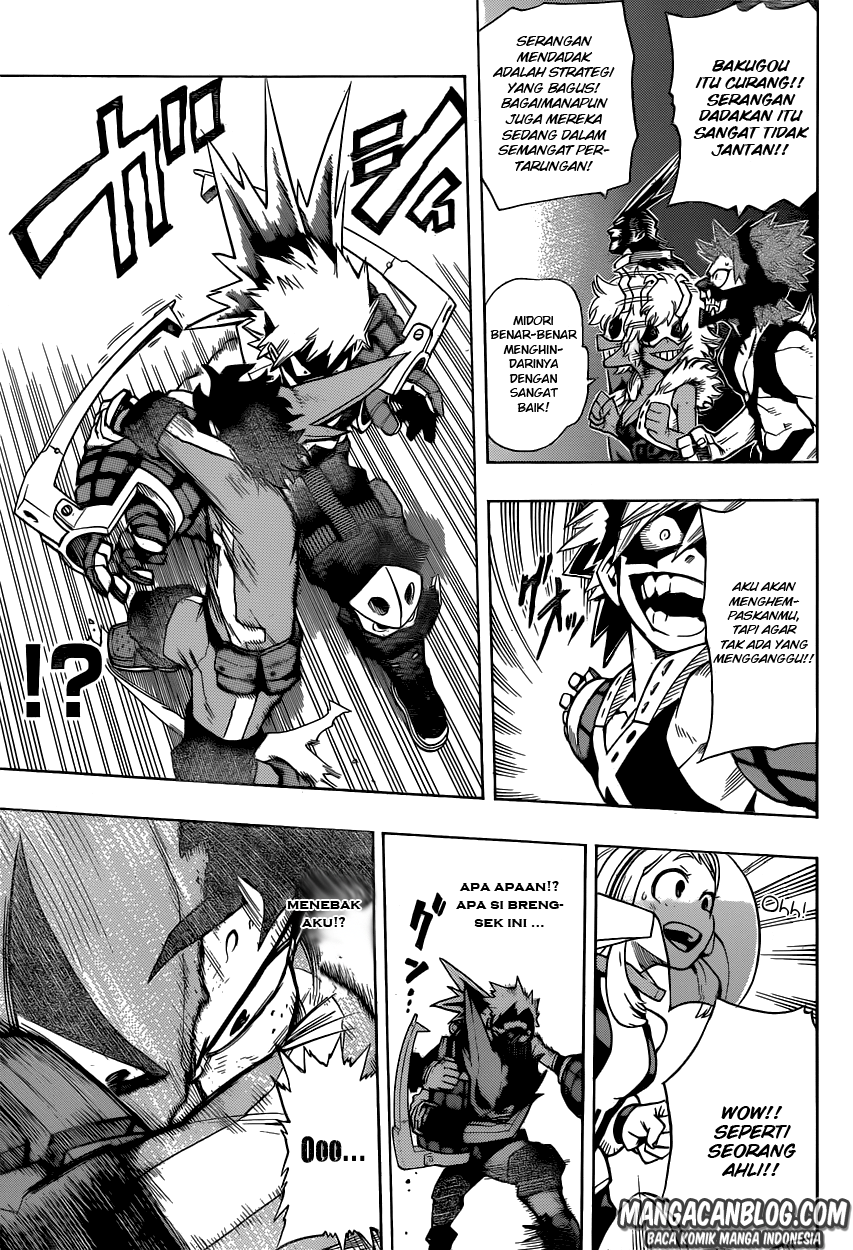 BAKUGOU
ITU CURANG!!
SERANGAN
DADAKAN ITU
SANGAT TIDAK
JANTAN!!
SERANGAN
MENDADAK
ADALAH STRATEGI
YANG BAGUS!
BAGAIMANAPUN
JUGA MEREKA
SEDANG DALAM
SEMANGAT PER-
TARUNGAN!
MIDORI
BENAR-BENAR
MENGHIN-
DARINYA
DENGAN
SANGAT
BAIK!
AKU AKAN
MENGHEM-
PASKANMU,
TAPI AGAR
TAK ADA YANG
MENGGANGGU!!
!?
Ohh!
WOW!!
SEPERTI
SEORANG
AHLI!!
APA APAAN!?
APA SI BRENG-
SEK INI ...
グン...
MENEBAK
AKU!?
OOO...
MANGACANBLOG.COM
BACA KOMIK MANGA INDONESIA